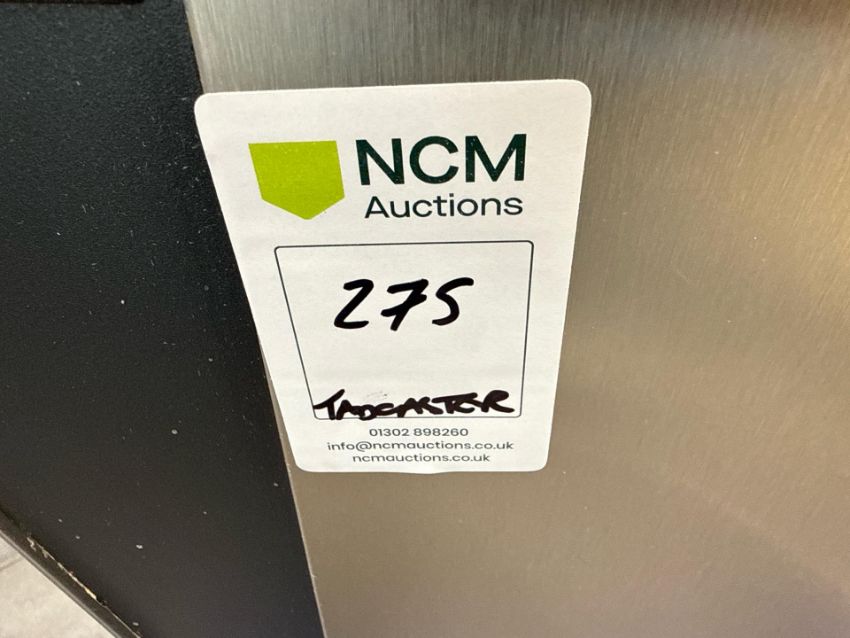 NCM
Auctions
275
TADCASTER
01302 898260
info@ncmauctions.co.uk
ncmauctions.co.uk